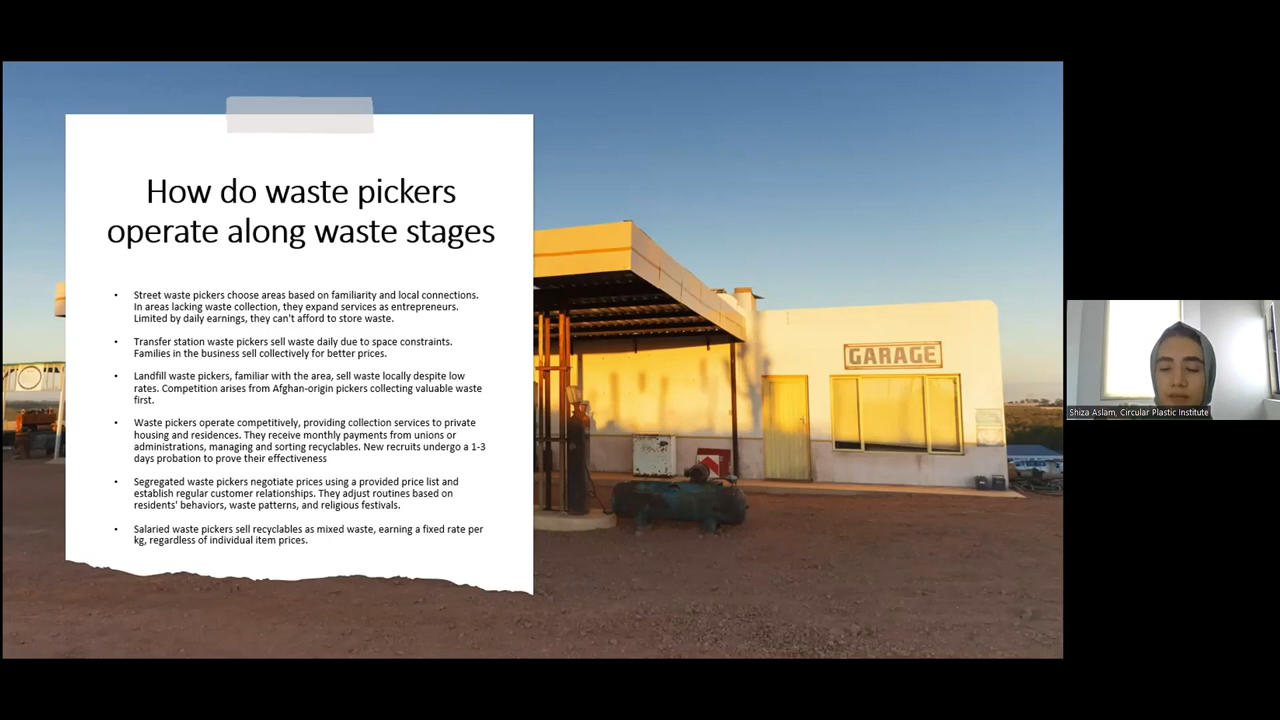 How do waste pickers
operate along waste stages
• Street waste pickers choose areas based on familiarity and local connections.
In areas lacking waste collection, they expand services as entrepreneurs.
Limited by daily earnings, they can't afford to store waste.
• Transfer station waste pickers sell waste daily due to space constraints.
Families in the business sell collectively for better prices.
• Landfill waste pickers, familiar with the area, sell waste locally despite low
rates. Competition arises from Afghan-origin pickers collecting valuable waste
first.
• Waste pickers operate competitively, providing collection services to private
housing and residences. They receive monthly payments from unions or
administrations, managing and sorting recyclables. New recruits undergo a 1-3
days probation to prove their effectiveness
• Segregated waste pickers negotiate prices using a provided price list and
establish regular customer relationships. They adjust routines based on
residents' behaviors, waste patterns, and religious festivals.
• Salaried waste pickers sell recyclables as mixed waste, earning a fixed rate per
kg, regardless of individual item prices.
GARAGE
Shiza Aslam, Circular Plastic Institute